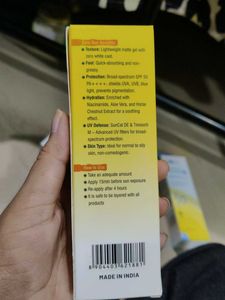 • Texture: Lightweight matte gel with
zero white cast.
• Feel: Quick-absorbing and non-
greasy.
• Protection: Broad-spectrum SPF 50
PA++++, shields UVA, UVB, blue
light, prevents pigmentation.
• Hydration: Enriched with
Niacinamide, Aloe Vera, and Horse
Chestnut Extract for a soothing
effect.
• UV Defense: SunCat DE & Tinosorb
M – Advanced UV filters for broad-
spectrum protection.
• Skin Type: Ideal for normal to oily
skin, non-comedogenic.
How to Use
• Take an adequate amount
• Apply 15min before sun exposure
• Re-apply after 4 hours
• It is safe to be layered with all
products
8 904403 621881
MADE IN INDIA